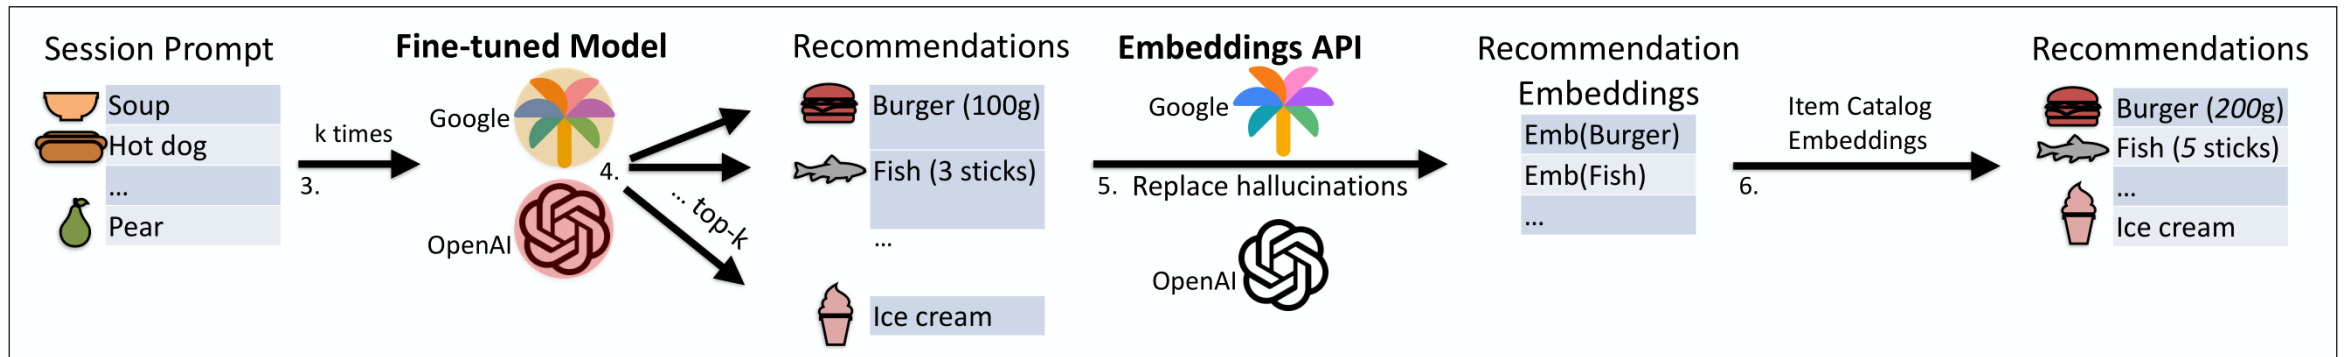 Session Prompt
Soup
Hot dog
...
Pear
k times
3.
Fine-tuned Model
Google
OpenAI
4.
... top-k
Recommendations
Burger (100g)
Fish (3 sticks)
...
Ice cream
Embeddings API
Google
5. Replace hallucinations
OpenAI
Recommendation
Embeddings
Emb(Burger)
Emb(Fish)
...
Item Catalog
Embeddings
6.
Recommendations
Burger (200g)
Fish (5 sticks)
...
Ice cream